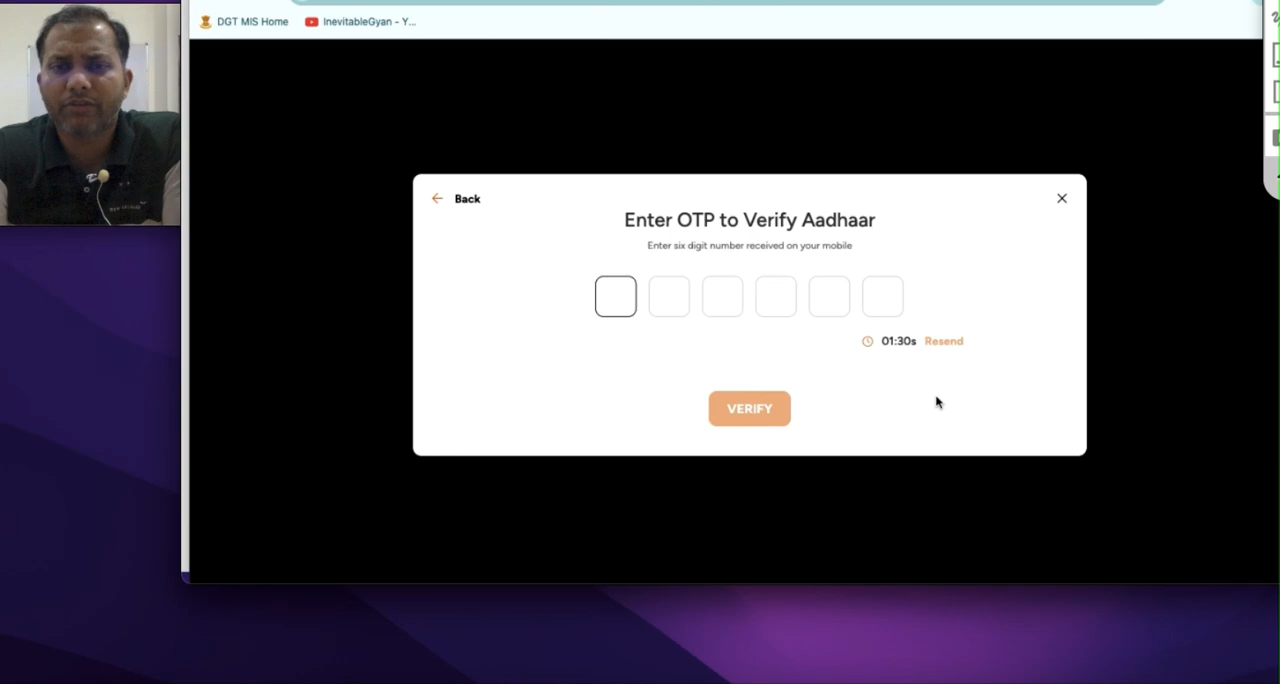 DGT MIS Home
InevitableGyan - Y...
Back
Enter OTP to Verify Aadhaar
Enter six digit number received on your mobile
01:30s Resend
VERIFY